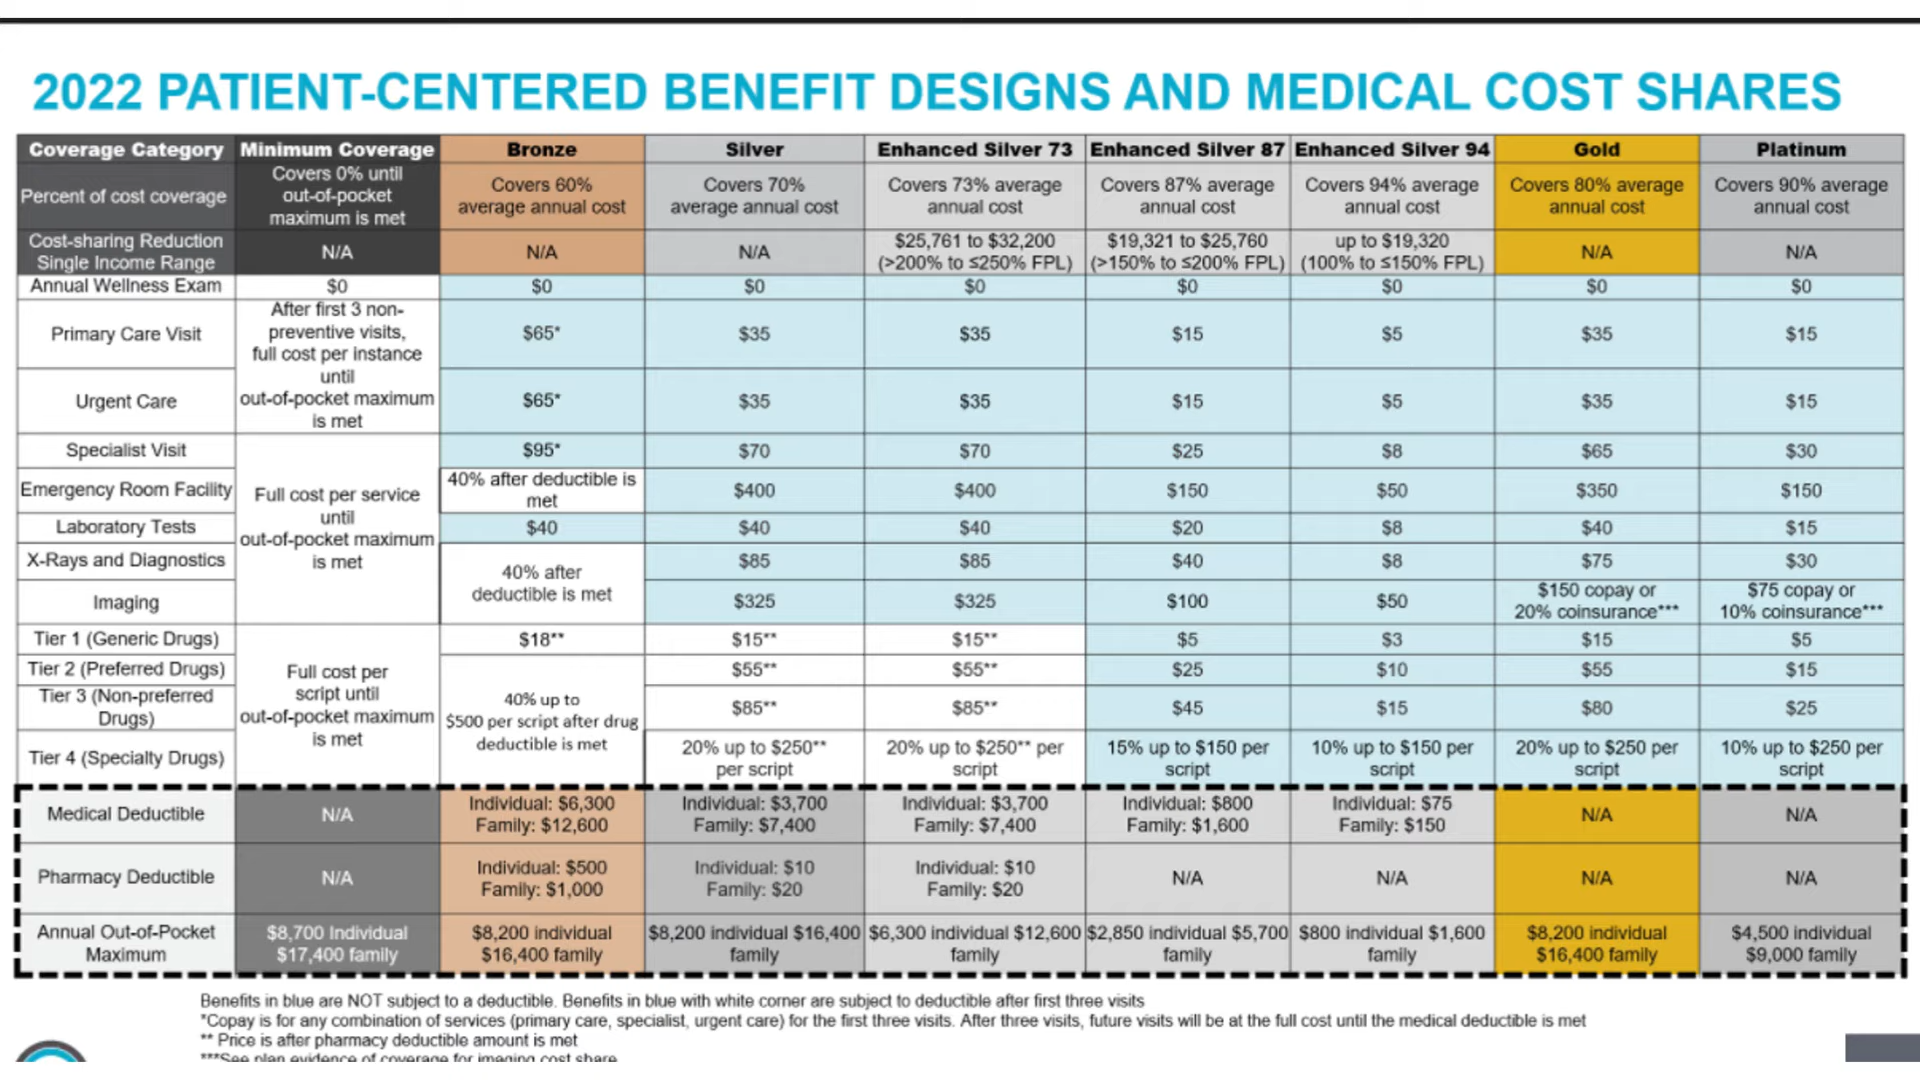 2022 PATIENT-CENTERED BENEFIT DESIGNS AND MEDICAL COST SHARES
Coverage Category Minimum Coverage Bronze Silver Enhanced Silver 73 Enhanced Silver 87 Enhanced Silver 94 Gold Platinum
Percent of cost coverage
Covers 0% until
out-of-pocket
maximum is met
Covers 60%
average annual cost
Covers 70%
average annual cost
Covers 73% average
annual cost
Covers 87% average
annual cost
Covers 94% average
annual cost
Covers 80% average
annual cost
Covers 90% average
annual cost
Cost-sharing Reduction
Single Income Range
N/A
N/A
N/A
$25,761 to $32,200
(>200% to ≤250% FPL)
$19,321 to $25,760
(>150% to ≤200% FPL)
up to $19,320
(100% to ≤150% FPL)
N/A
N/A
Annual Wellness Exam $0 $0 $0 $0 $0 $0 $0 $0
Primary Care Visit
After first 3 non-
preventive visits,
full cost per instance
until
out-of-pocket maximum
is met
$65* $35 $35 $15 $5 $35 $15
Urgent Care $65* $35 $35 $15 $5 $35 $15
Specialist Visit
Full cost per service
until
out-of-pocket maximum
is met
$95* $70 $70 $25 $8 $65 $30
Emergency Room Facility
40% after deductible is
met
$400 $400 $150 $50 $350 $150
Laboratory Tests $40 $40 $40 $20 $8 $40 $15
X-Rays and Diagnostics
40% after
deductible is met
$85 $85 $40 $8 $75 $30
Imaging $325 $325 $100 $50
$150 copay or
20% coinsurance***
$75 copay or
10% coinsurance***
Tier 1 (Generic Drugs)
Full cost per
script until
out-of-pocket maximum
is met
$18** $15** $15** $5 $3 $15 $5
Tier 2 (Preferred Drugs)
40% up to
$500 per script after drug
deductible is met
$55** $55** $25 $10 $55 $15
Tier 3 (Non-preferred
Drugs)
$85** $85** $45 $15 $80 $25
Tier 4 (Specialty Drugs)
20% up to $250**
per script
20% up to $250** per
script
15% up to $150 per
script
10% up to $150 per
script
20% up to $250 per
script
10% up to $250 per
script
Medical Deductible
N/A
Individual: $6,300
Family: $12,600
Individual: $3,700
Family: $7,400
Individual: $3,700
Family: $7,400
Individual: $800
Family: $1,600
Individual: $75
Family: $150
N/A
N/A
Pharmacy Deductible
N/A
Individual: $500
Family: $1,000
Individual: $10
Family: $20
Individual: $10
Family: $20
N/A
N/A
N/A
N/A
Annual Out-of-Pocket
Maximum
$8,700 Individual
$17,400 family
$8,200 individual
$16,400 family
$8,200 individual $16,400
family
$6,300 individual $12,600
family
$2,850 individual $5,700
family
$800 individual $1,600
family
$8,200 individual
$16,400 family
$4,500 individual
$9,000 family
Benefits in blue are NOT subject to a deductible. Benefits in blue with white corner are subject to deductible after first three visits
*Copay is for any combination of services (primary care, specialist, urgent care) for the first three visits. After three visits, future visits will be at the full cost until the medical deductible is met
** Price is after pharmacy deductible amount is met
***See plan evidence of coverage for imaging cost share